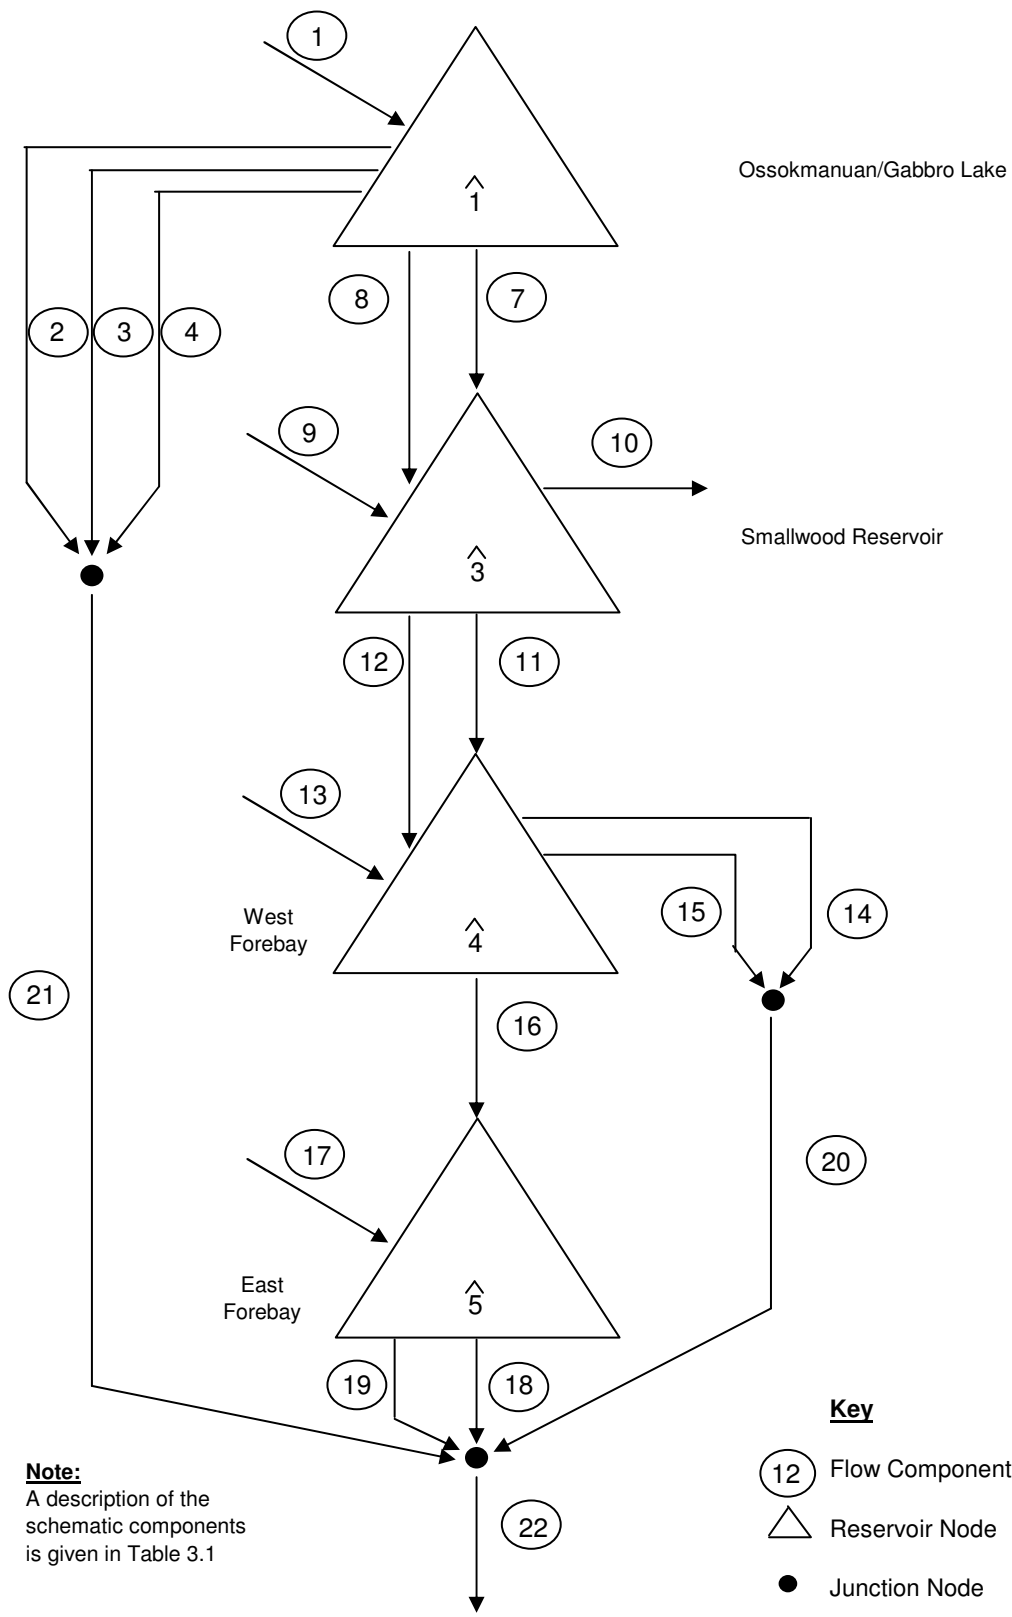 1
Ossokmanuan/Gabbro Lake
^
1
8
7
2
3
4
9
10
Smallwood Reservoir
^
3
12
11
13
15
14
West
Forebay
^
4
21
16
17
20
East
Forebay
^
5
19
18
Key
12 Flow Component
Note:
A description of the
schematic components
is given in Table 3.1
22
Reservoir Node
Junction Node